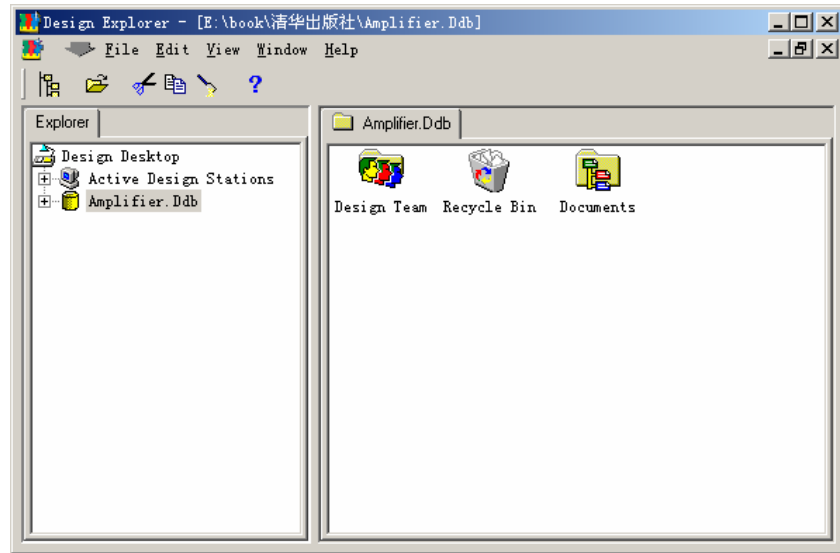 Design Explorer - [E:\book\清华出版社\Amplifier.Ddb]
File Edit View Window Help
?
Explorer
Design Desktop
Active Design Stations
Amplifier.Ddb
Amplifier.Ddb
Design Team Recycle Bin Documents